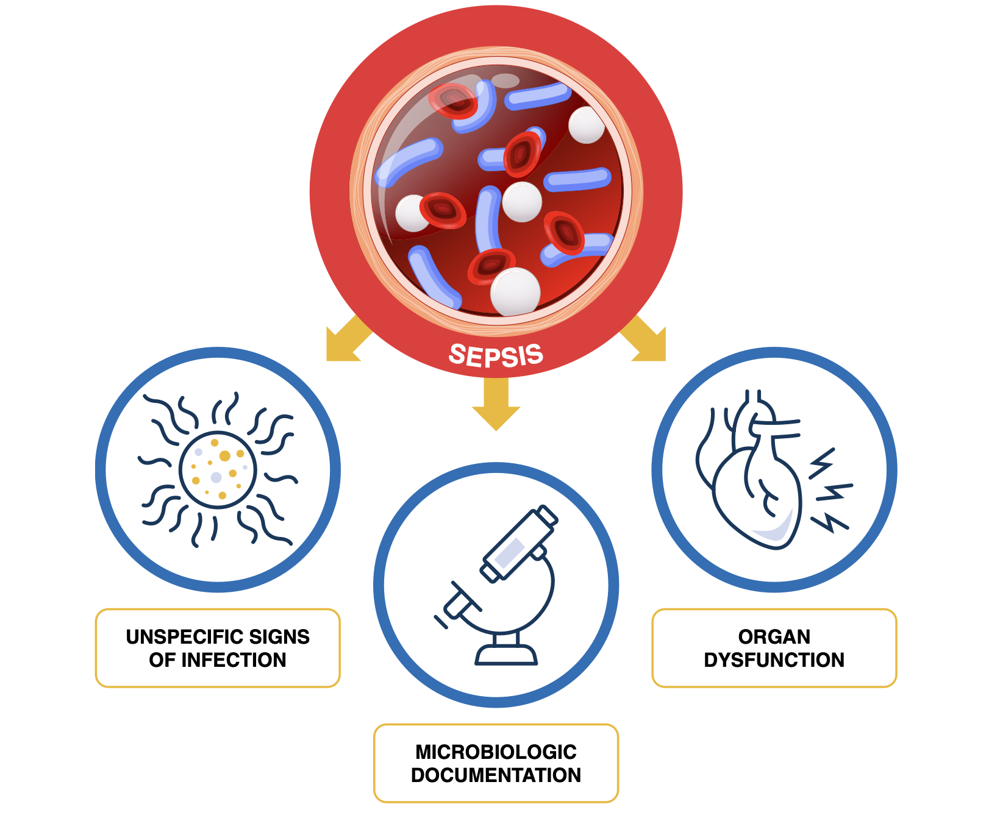 SEPSIS
UNSPECIFIC SIGNS
OF INFECTION
ORGAN
DYSFUNCTION
MICROBIOLOGIC
DOCUMENTATION